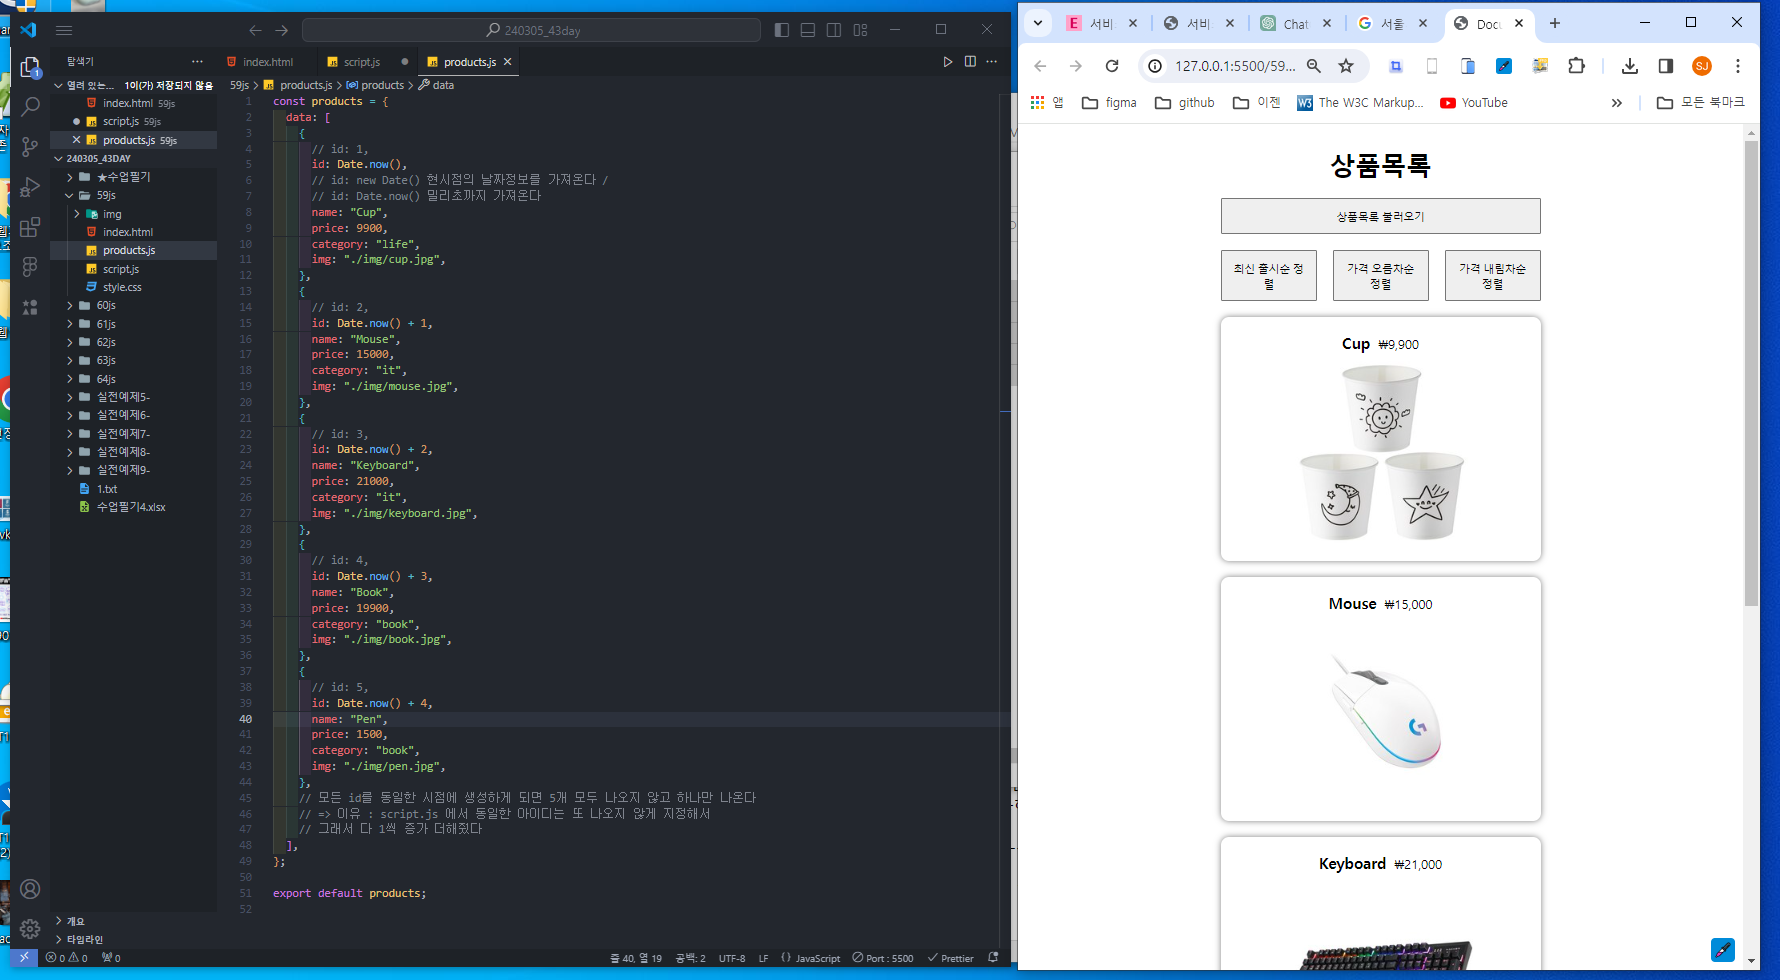 240305_43day
탐색기
열려 있는... 1이(가) 저장되지 않음
index.html 59js
script.js 59js
products.js 59js
240305_43DAY
★수업필기
59js
img
index.html
products.js
script.js
style.css
60js
61js
62js
63js
64js
실전예제5-
실전예제6-
실전예제7-
실전예제8-
실전예제9-
1.txt
수업필기4.xlsx
개요
타임라인
index.html
script.js
products.js
59js > products.js > products > data
1 const products = {
2 data: [
3 {
4 // id: 1,
5 id: Date.now(),
6 // id: new Date() 현시점의 날짜정보를 가져온다 /
7 // id: Date.now() 밀리초까지 가져온다
8 name: "Cup",
9 price: 9900,
10 category: "life",
11 img: "./img/cup.jpg",
12 },
13 {
14 // id: 2,
15 id: Date.now() + 1,
16 name: "Mouse",
17 price: 15000,
18 category: "it",
19 img: "./img/mouse.jpg",
20 },
21 {
22 // id: 3,
23 id: Date.now() + 2,
24 name: "Keyboard",
25 price: 21000,
26 category: "it",
27 img: "./img/keyboard.jpg",
28 },
29 {
30 // id: 4,
31 id: Date.now() + 3,
32 name: "Book",
33 price: 19900,
34 category: "book",
35 img: "./img/book.jpg",
36 },
37 {
38 // id: 5,
39 id: Date.now() + 4,
40 name: "Pen",
41 price: 1500,
42 category: "book",
43 img: "./img/pen.jpg",
44 },
45 // 모든 id를 동일한 시점에 생성하게 되면 5개 모두 나오지 않고 하나만 나온다
46 // => 이유 : script.js 에서 동일한 아이디는 또 나오지 않게 지정해서
47 // 그래서 다 1씩 증가 더해줬다
48 ],
49 };
50
51 export default products;
52
0 0 0
줄 40, 열 19 공백: 2 UTF-8 LF {} JavaScript Port : 5500 Prettier
서비 서비 Chat 서울 Docu
127.0.0.1:5500/59...
SJ
앱 figma github 이젠 The W3C Markup... YouTube » 모든 북마크
상품목록
상품목록 불러오기
최신 출시순 정
렬
가격 오름차순
정렬
가격 내림차순
정렬
Cup ₩9,900
Mouse ₩15,000
Keyboard ₩21,000